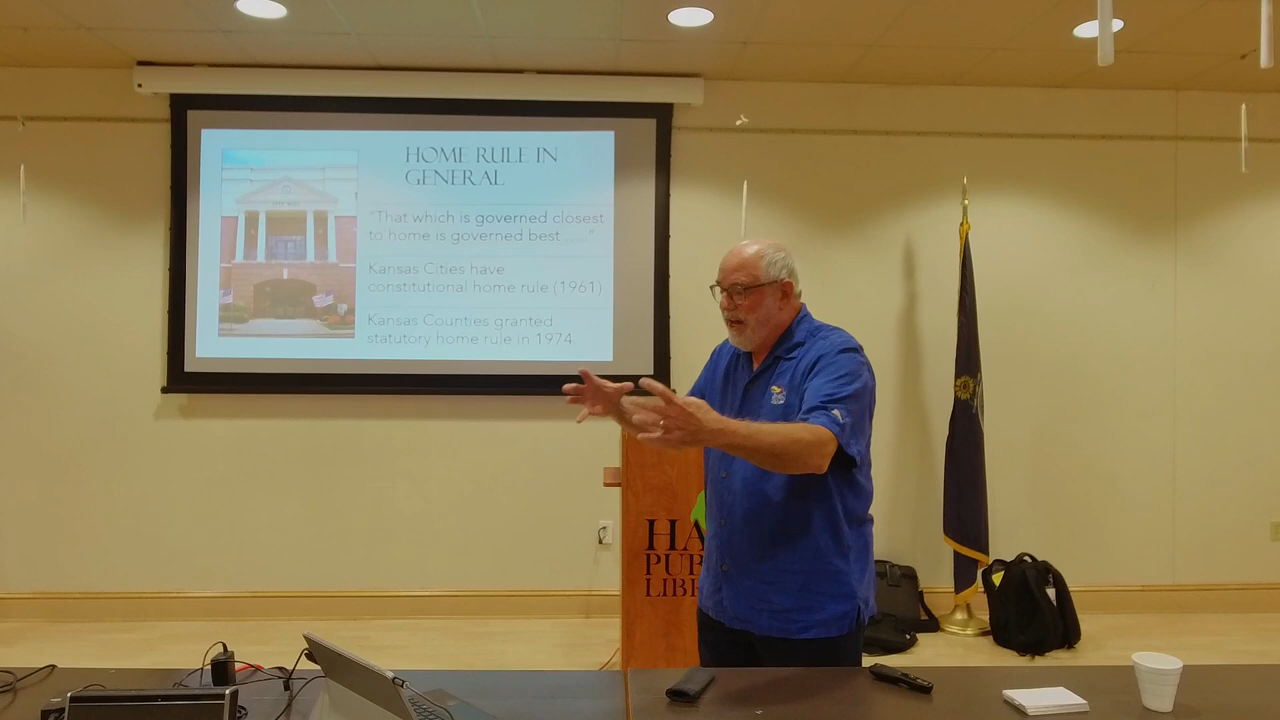 HOME RULE IN
GENERAL
"That which is governed closest
to home is governed best ...."
Kansas Cities have
constitutional home rule (1961)
Kansas Counties granted
statutory home rule in 1974
HA
PUB
LIBR